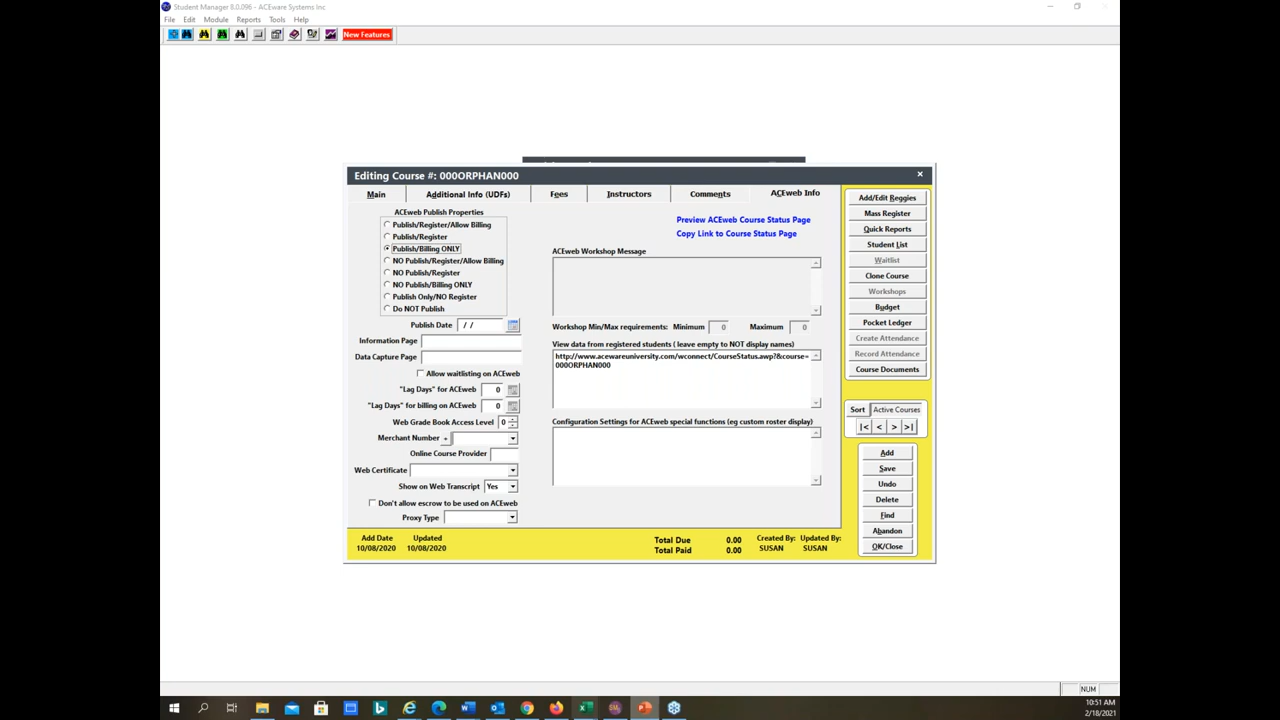 Student Manager 8.0.096 - ACEware Systems Inc
File Edit Module Reports Tools Help
New Features
Editing Course #: 000ORPHAN000
Main Additional Info (UDFs) Fees Instructors Comments ACEweb Info
ACEweb Publish Properties
Publish/Register/Allow Billing
Publish/Register
Publish/Billing ONLY
NO Publish/Register/Allow Billing
NO Publish/Register
NO Publish/Billing ONLY
Publish Only/NO Register
Do NOT Publish
Publish Date / /
Information Page
Data Capture Page
Allow waitlisting on ACEweb
"Lag Days" for ACEweb 0
"Lag Days" for billing on ACEweb 0
Web Grade Book Access Level 0
Merchant Number
Online Course Provider
Web Certificate
Show on Web Transcript Yes
Don't allow escrow to be used on ACEweb
Proxy Type
Preview ACEweb Course Status Page
Copy Link to Course Status Page
ACEweb Workshop Message
Workshop Min/Max requirements: Minimum 0 Maximum 0
View data from registered students ( leave empty to NOT display names)
http://www.acewareuniversity.com/wconnect/CourseStatus.awp?&course=
000ORPHAN000
Configuration Settings for ACEweb special functions (eg custom roster display)
Add Date Updated
10/08/2020 10/08/2020
Total Due 0.00
Total Paid 0.00
Created By: Updated By:
SUSAN SUSAN
Add/Edit Reggies
Mass Register
Quick Reports
Student List
Waitlist
Clone Course
Workshops
Budget
Pocket Ledger
Create Attendance
Record Attendance
Course Documents
Sort Active Courses
|< < > >|
Add
Save
Undo
Delete
Find
Abandon
OK/Close
NUM
10:51 AM
2/18/2021